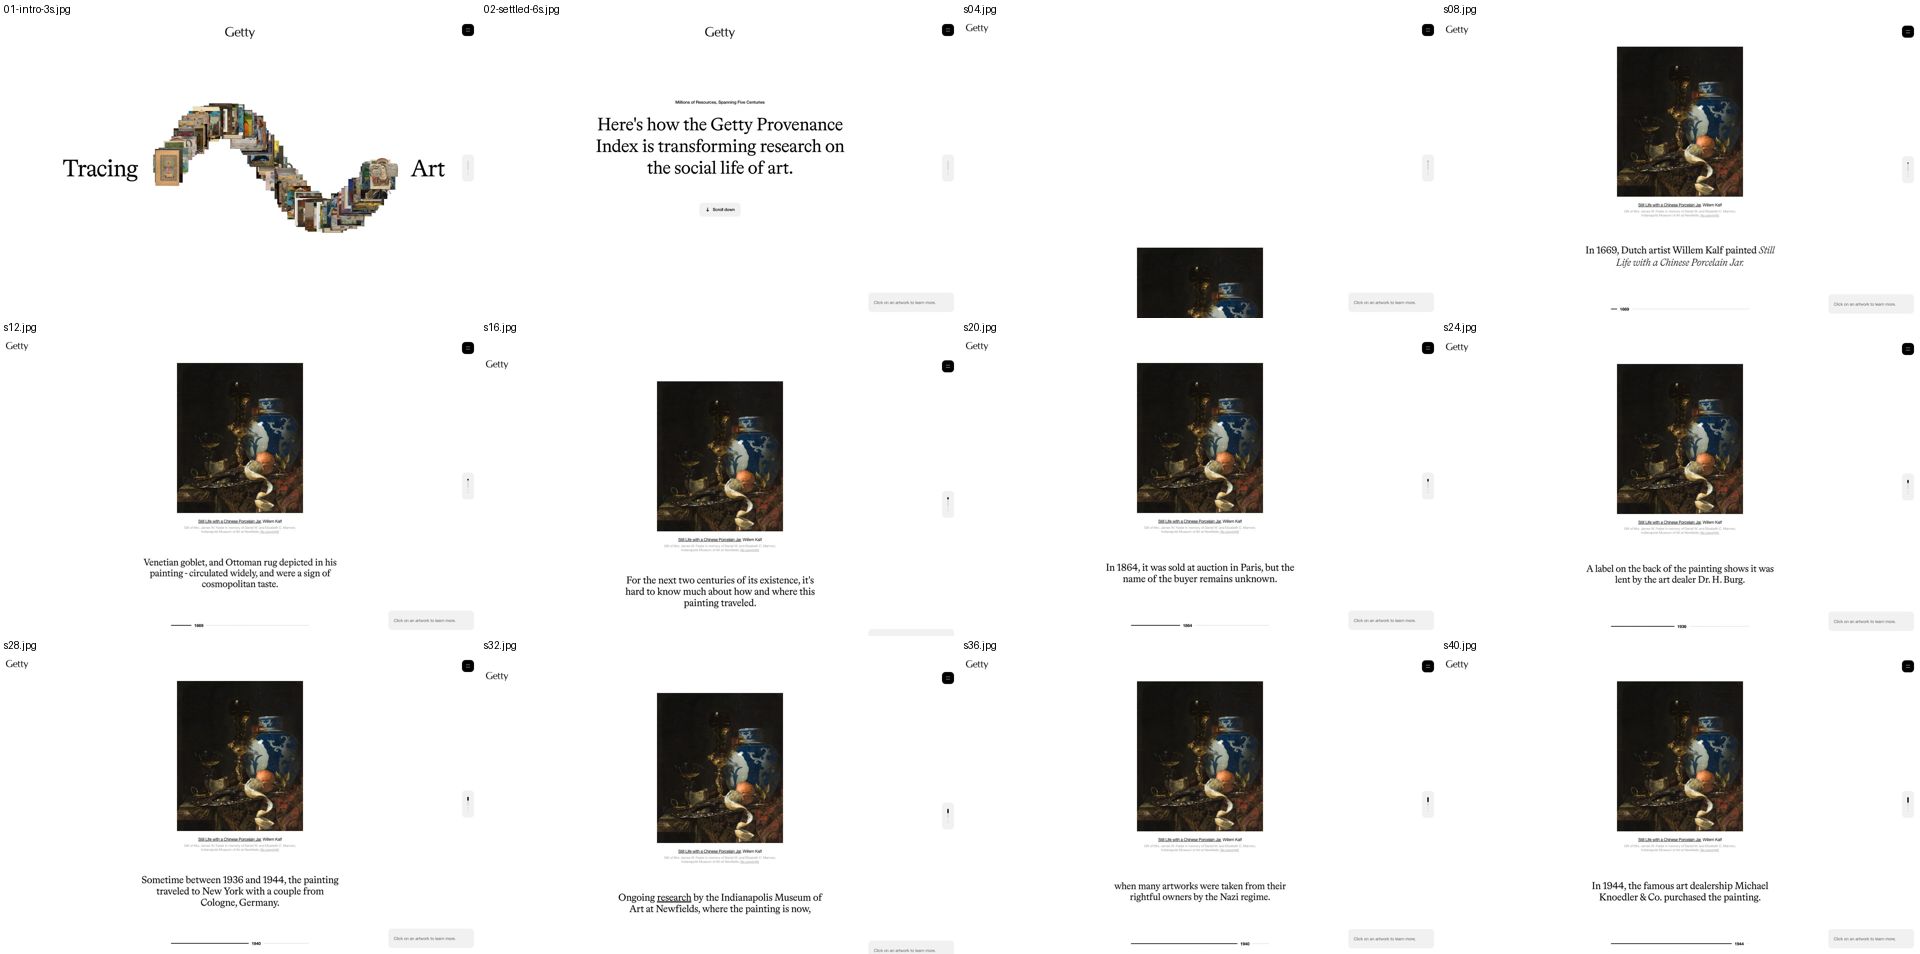 01-intro-3s.jpg
Getty
Tracing
Art
02-settled-6s.jpg
Getty
Millions of Resources, Spanning Five Centuries
Here's how the Getty Provenance
Index is transforming research on
the social life of art.
Scroll down
Click on an artwork to learn more.
s04.jpg
Getty
Click on an artwork to learn more.
s08.jpg
Getty
Still Life with a Chinese Porcelain Jar, Willem Kalf
In 1669, Dutch artist Willem Kalf painted Still
Life with a Chinese Porcelain Jar.
1669
Click on an artwork to learn more.
s12.jpg
Getty
Still Life with a Chinese Porcelain Jar, Willem Kalf
Venetian goblet, and Ottoman rug depicted in his
painting - circulated widely, and were a sign of
cosmopolitan taste.
1669
Click on an artwork to learn more.
s16.jpg
Getty
Still Life with a Chinese Porcelain Jar, Willem Kalf
For the next two centuries of its existence, it's
hard to know much about how and where this
painting traveled.
s20.jpg
Getty
Still Life with a Chinese Porcelain Jar, Willem Kalf
In 1864, it was sold at auction in Paris, but the
name of the buyer remains unknown.
1864
Click on an artwork to learn more.
s24.jpg
Getty
Still Life with a Chinese Porcelain Jar, Willem Kalf
A label on the back of the painting shows it was
lent by the art dealer Dr. H. Burg.
1936
Click on an artwork to learn more.
s28.jpg
Getty
Still Life with a Chinese Porcelain Jar, Willem Kalf
Sometime between 1936 and 1944, the painting
traveled to New York with a couple from
Cologne, Germany.
1940
Click on an artwork to learn more.
s32.jpg
Getty
Still Life with a Chinese Porcelain Jar, Willem Kalf
Ongoing research by the Indianapolis Museum of
Art at Newfields, where the painting is now,
Click on an artwork to learn more.
s36.jpg
Getty
Still Life with a Chinese Porcelain Jar, Willem Kalf
when many artworks were taken from their
rightful owners by the Nazi regime.
1940
Click on an artwork to learn more.
s40.jpg
Getty
Still Life with a Chinese Porcelain Jar, Willem Kalf
In 1944, the famous art dealership Michael
Knoedler & Co. purchased the painting.
1944
Click on an artwork to learn more.